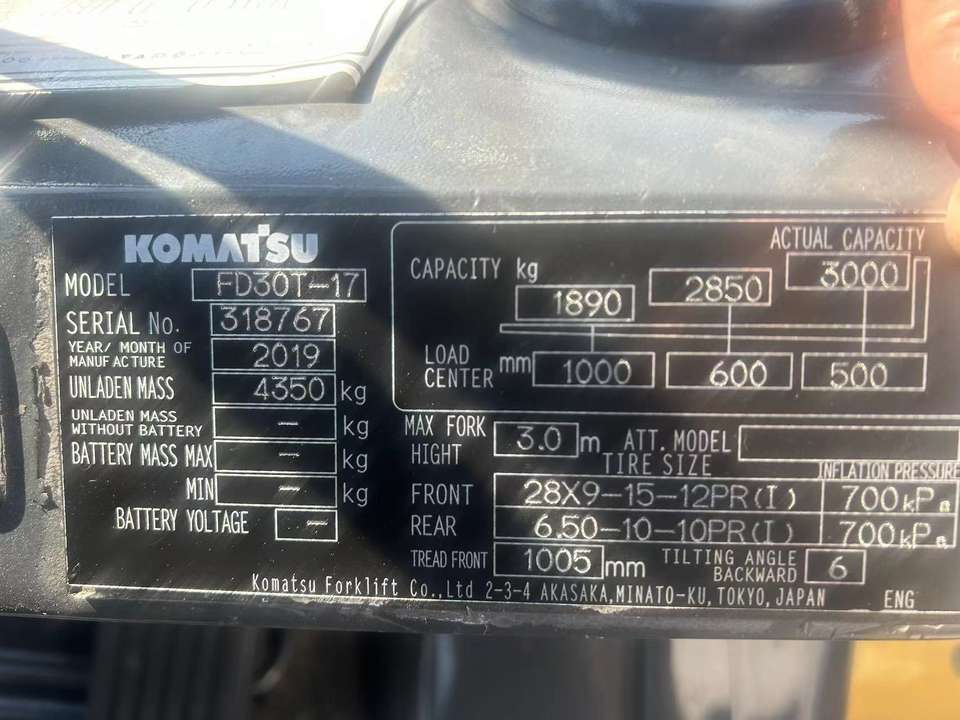 KOMATSU
MODEL FD30T-17
SERIAL No. 318767
YEAR/ MONTH OF MANUFACTURE 2019
UNLADEN MASS 4350 kg
UNLADEN MASS WITHOUT BATTERY - kg
BATTERY MASS MAX - kg
MIN - kg
BATTERY VOLTAGE -
ACTUAL CAPACITY
CAPACITY kg 1890 2850 3000
LOAD CENTER mm 1000 600 500
MAX FORK HIGHT 3.0 m ATT. MODEL
TIRE SIZE INFLATION PRESSURE
FRONT 28X9-15-12PR(I) 700 kPa
REAR 6.50-10-10PR(I) 700 kPa
TREAD FRONT 1005 mm TILTING ANGLE BACKWARD 6
Komatsu Forklift Co.,Ltd 2-3-4 AKASAKA,MINATO-KU,TOKYO,JAPAN ENG